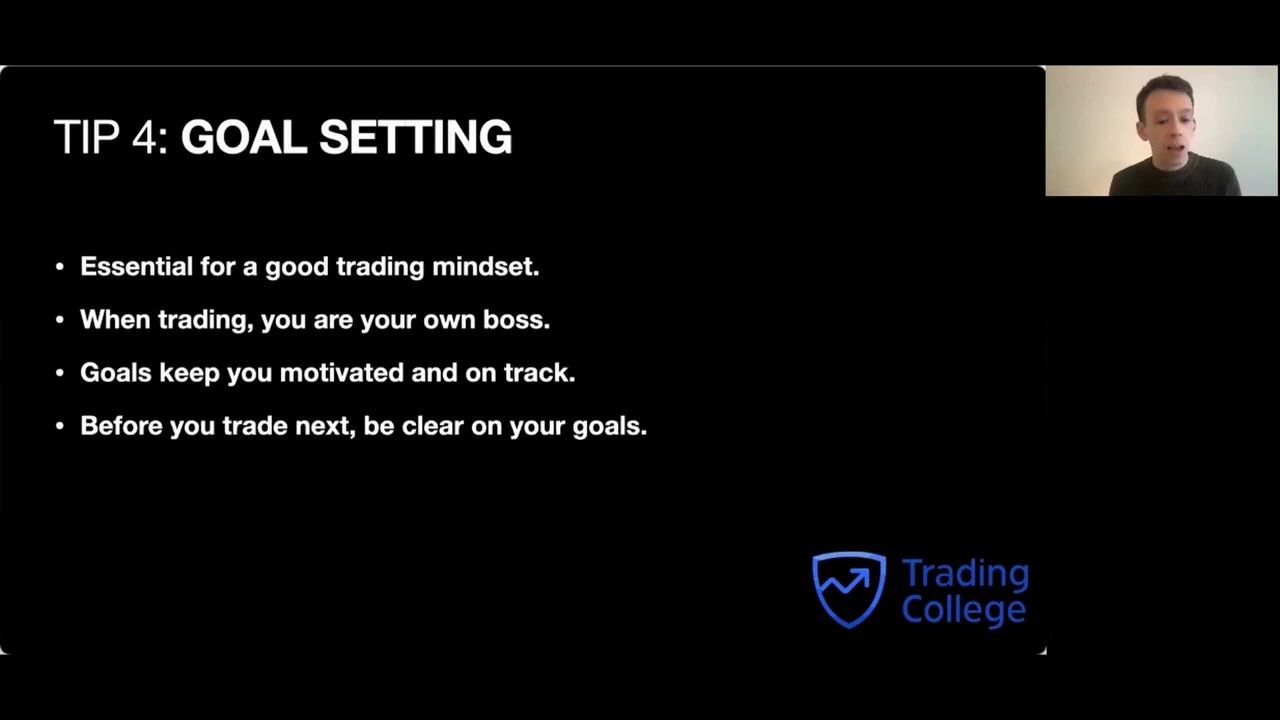 TIP 4: GOAL SETTING
• Essential for a good trading mindset.
• When trading, you are your own boss.
• Goals keep you motivated and on track.
• Before you trade next, be clear on your goals.
Trading
College